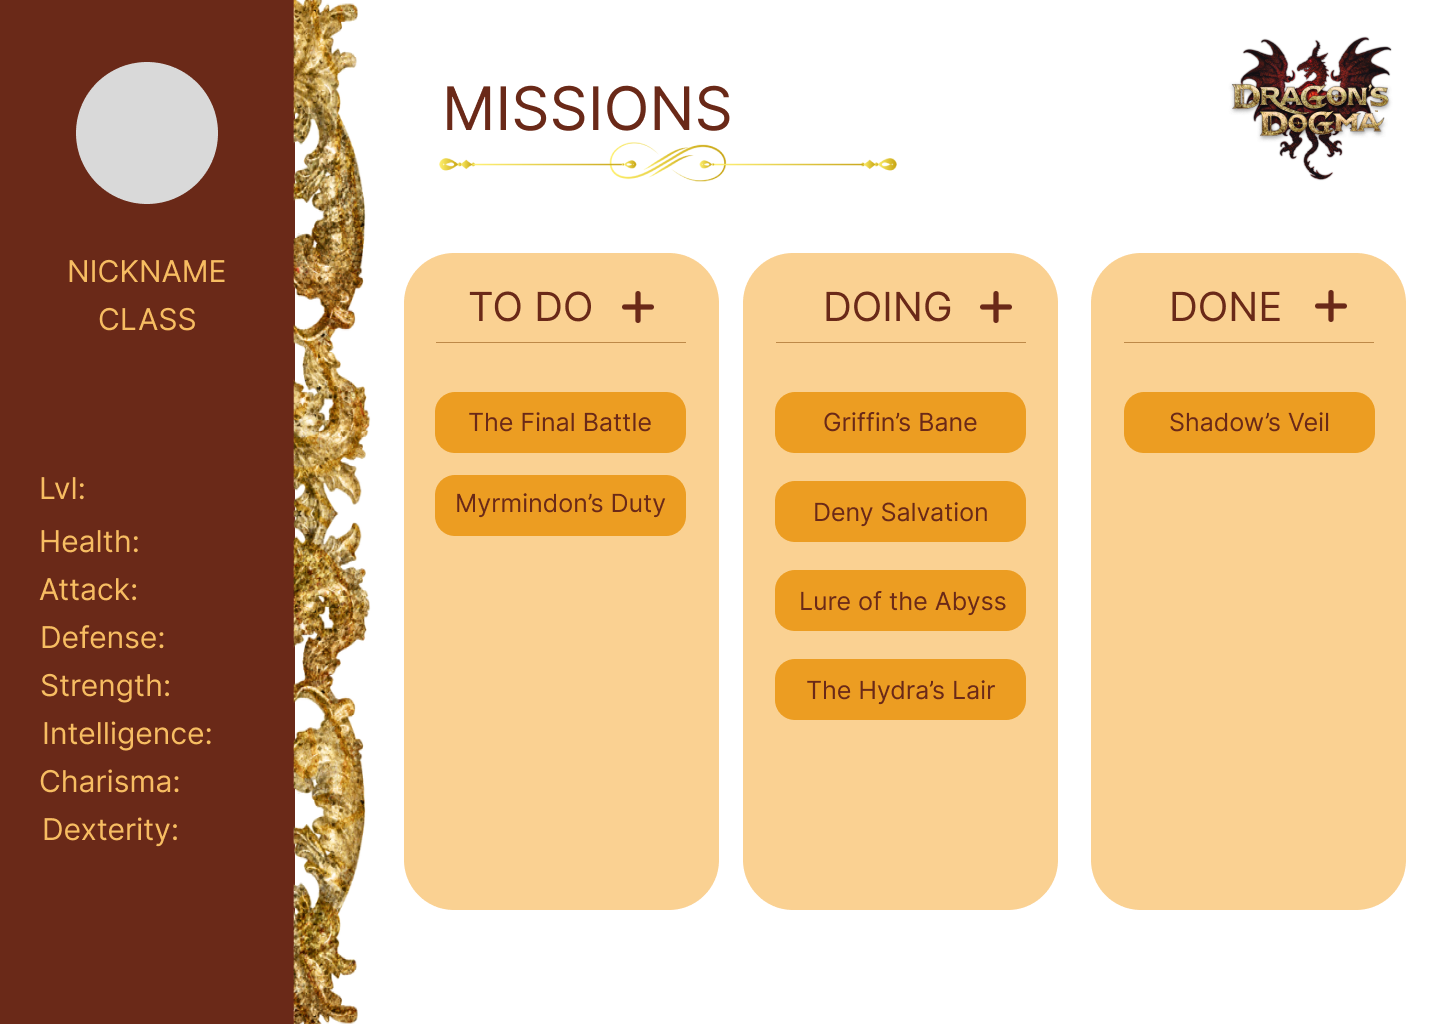 NICKNAME
CLASS
Lvl:
Health:
Attack:
Defense:
Strength:
Intelligence:
Charisma:
Dexterity:
MISSIONS
DRAGON'S
DOGMA
TO DO +
The Final Battle
Myrmindon’s Duty
DOING +
Griffin’s Bane
Deny Salvation
Lure of the Abyss
The Hydra’s Lair
DONE +
Shadow’s Veil